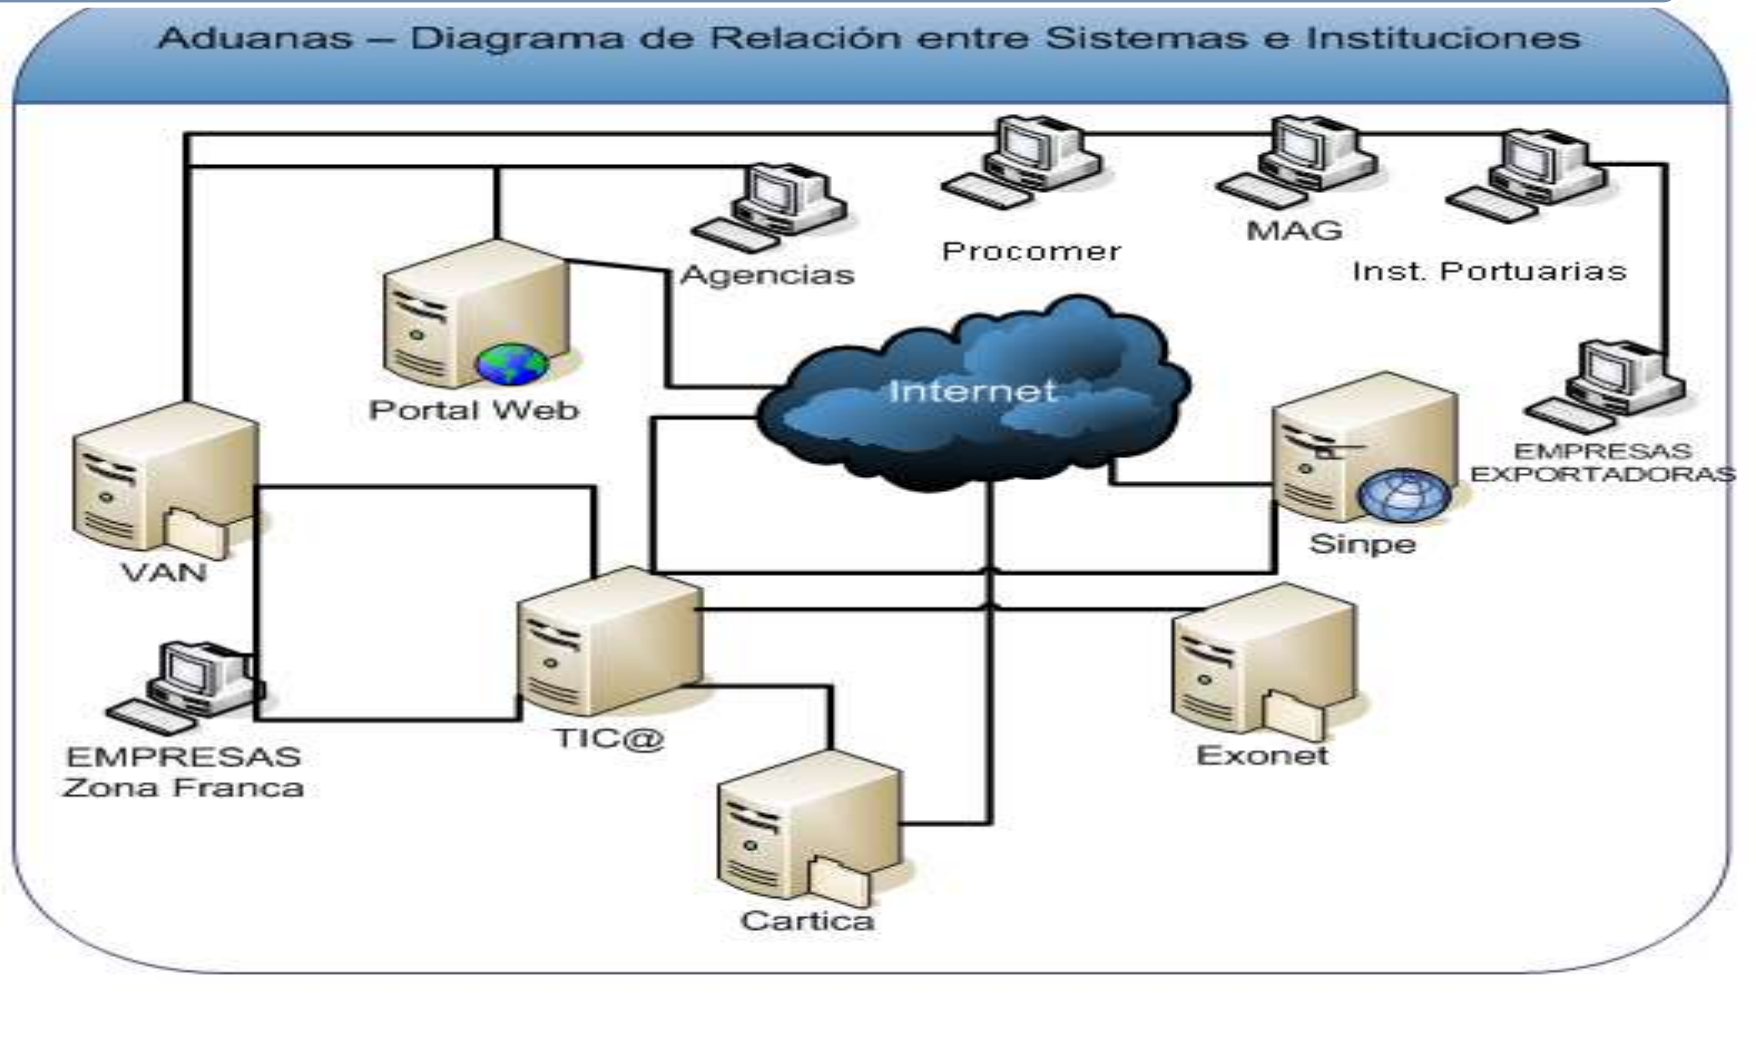 Aduanas – Diagrama de Relación entre Sistemas e Instituciones
Agencias
Procomer
MAG
Inst. Portuarias
Portal Web
Internet
EMPRESAS
EXPORTADORAS
Sinpe
VAN
EMPRESAS
Zona Franca
TIC@
Exonet
Cartica